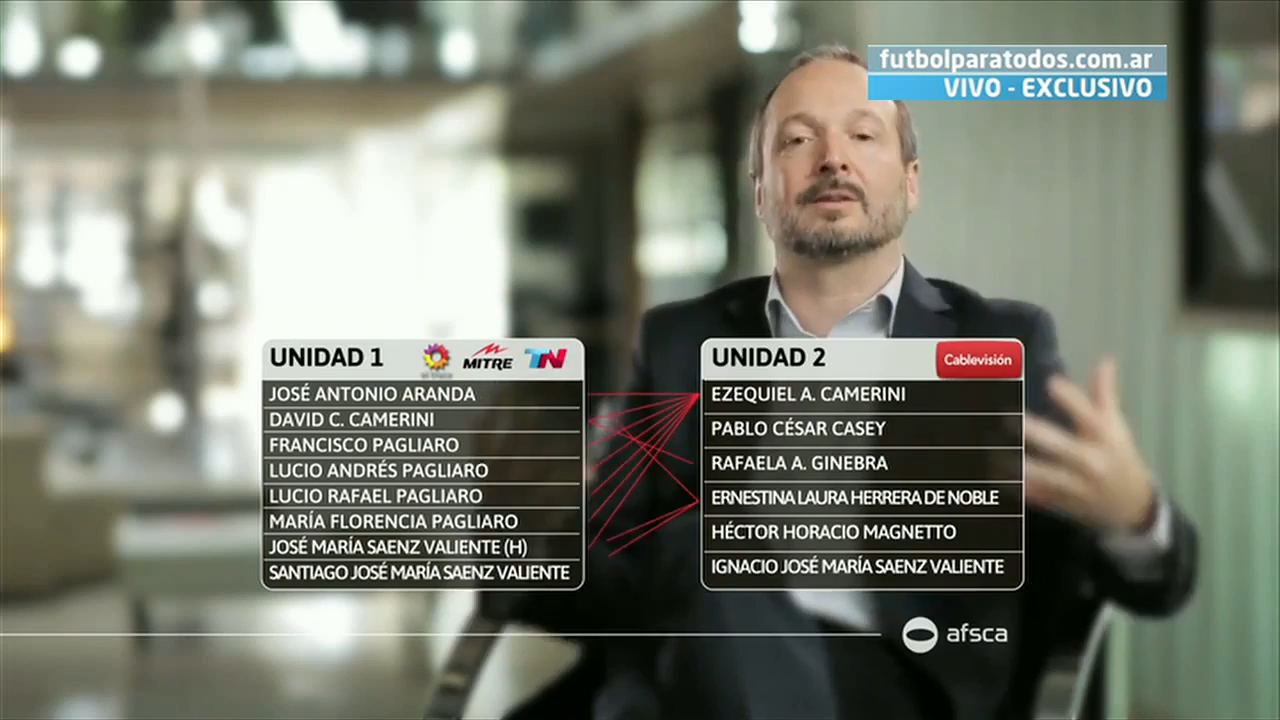 futbolparatodos.com.ar
VIVO - EXCLUSIVO
UNIDAD 1
MITRE
TN
JOSÉ ANTONIO ARANDA
DAVID C. CAMERINI
FRANCISCO PAGLIARO
LUCIO ANDRÉS PAGLIARO
LUCIO RAFAEL PAGLIARO
MARÍA FLORENCIA PAGLIARO
JOSÉ MARÍA SAENZ VALIENTE (H)
SANTIAGO JOSÉ MARÍA SAENZ VALIENTE
UNIDAD 2
Cablevisión
EZEQUIEL A. CAMERINI
PABLO CÉSAR CASEY
RAFAELA A. GINEBRA
ERNESTINA LAURA HERRERA DE NOBLE
HÉCTOR HORACIO MAGNETTO
IGNACIO JOSÉ MARÍA SAENZ VALIENTE
afsca